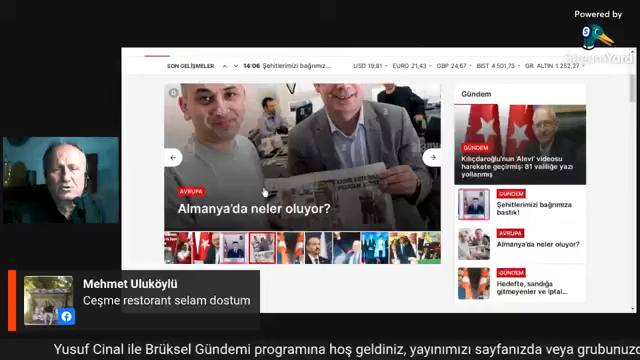 Powered by
StreamYard
SON GELİŞMELER
14:06 Şehitlerimizi bağrımız...
USD 19,81
EURO 21,43
GBP 24,67
BIST 4.501,73
GR. ALTIN 1.252,27
AVRUPA
Almanya'da neler oluyor?
Gündem
GÜNDEM
Kılıçdaroğlu'nun 'Alevi' videosu
harekete geçirmiş: 81 valiliğe yazı
yollanmış
GÜNDEM
Şehitlerimizi bağrımıza
bastık!
AVRUPA
Almanya'da neler oluyor?
GÜNDEM
Hedefte, sandığa
gitmeyenler ve iptal...
Mehmet Uluköylü
Ceşme restorant selam dostum
Yusuf Cinal ile Brüksel Gündemi programına hoş geldiniz, yayınımızı sayfanızda veya grubunuzd